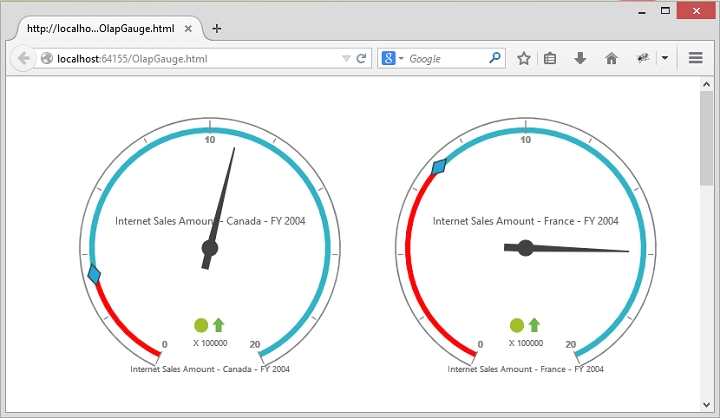 http://localho...OlapGauge.html
localhost:64155/OlapGauge.html
Google
10
Internet Sales Amount - Canada - FY 2004
0
20
X 100000
Internet Sales Amount - Canada - FY 2004
10
Internet Sales Amount - France - FY 2004
0
20
X 100000
Internet Sales Amount - France - FY 2004